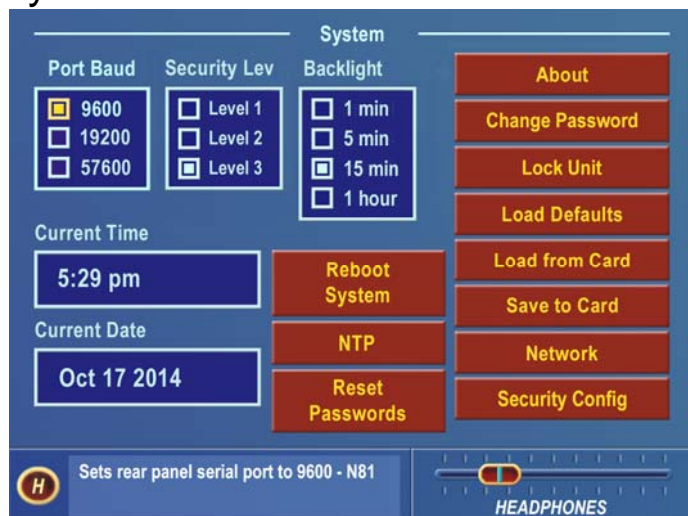 System
Port Baud
9600
19200
57600
Security Lev
Level 1
Level 2
Level 3
Backlight
1 min
5 min
15 min
1 hour
Current Time
5:29 pm
Current Date
Oct 17 2014
Reboot
System
NTP
Reset
Passwords
About
Change Password
Lock Unit
Load Defaults
Load from Card
Save to Card
Network
Security Config
H
Sets rear panel serial port to 9600 - N81
HEADPHONES